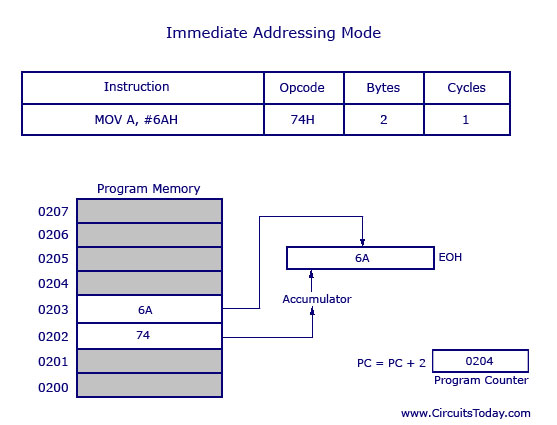 Immediate Addressing Mode
Instruction Opcode Bytes Cycles
MOV A, #6AH 74H 2 1
Program Memory
0207
0206
0205
6A EOH
0204
Accumulator
0203 6A
0202 74
0201
PC = PC + 2 0204
Program Counter
0200
www.CircuitsToday.com